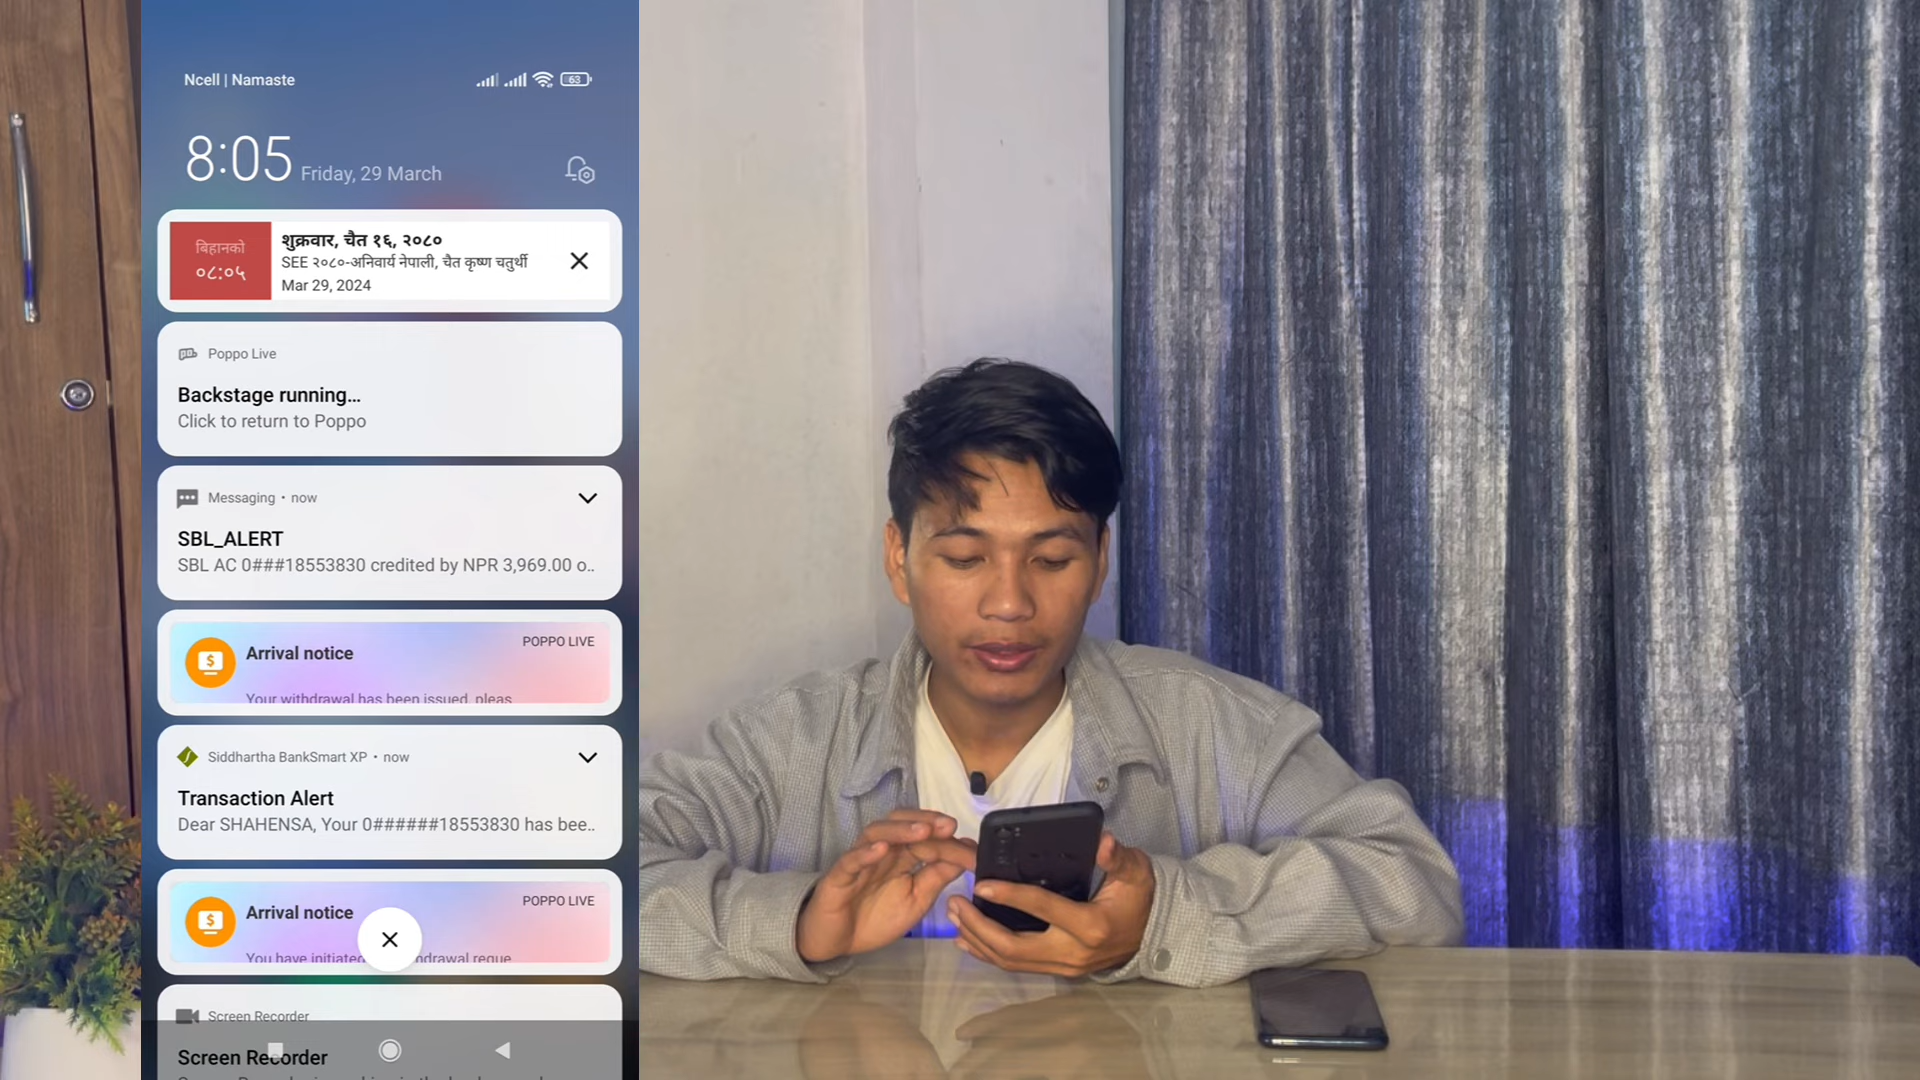 Ncell | Namaste
63
8:05 Friday, 29 March
बिहानको
०८:०५
शुक्रवार, चैत १६, २०८०
SEE २०८०-अनिवार्य नेपाली, चैत कृष्ण चतुर्थी
Mar 29, 2024
Poppo Live
Backstage running...
Click to return to Poppo
Messaging • now
SBL_ALERT
SBL AC 0###18553830 credited by NPR 3,969.00 o..
POPPO LIVE
Arrival notice
Your withdrawal has been issued, pleas
Siddhartha BankSmart XP • now
Transaction Alert
Dear SHAHENSA, Your 0######18553830 has bee..
POPPO LIVE
Arrival notice
You have initiated
Screen Recorder
Screen Recorder